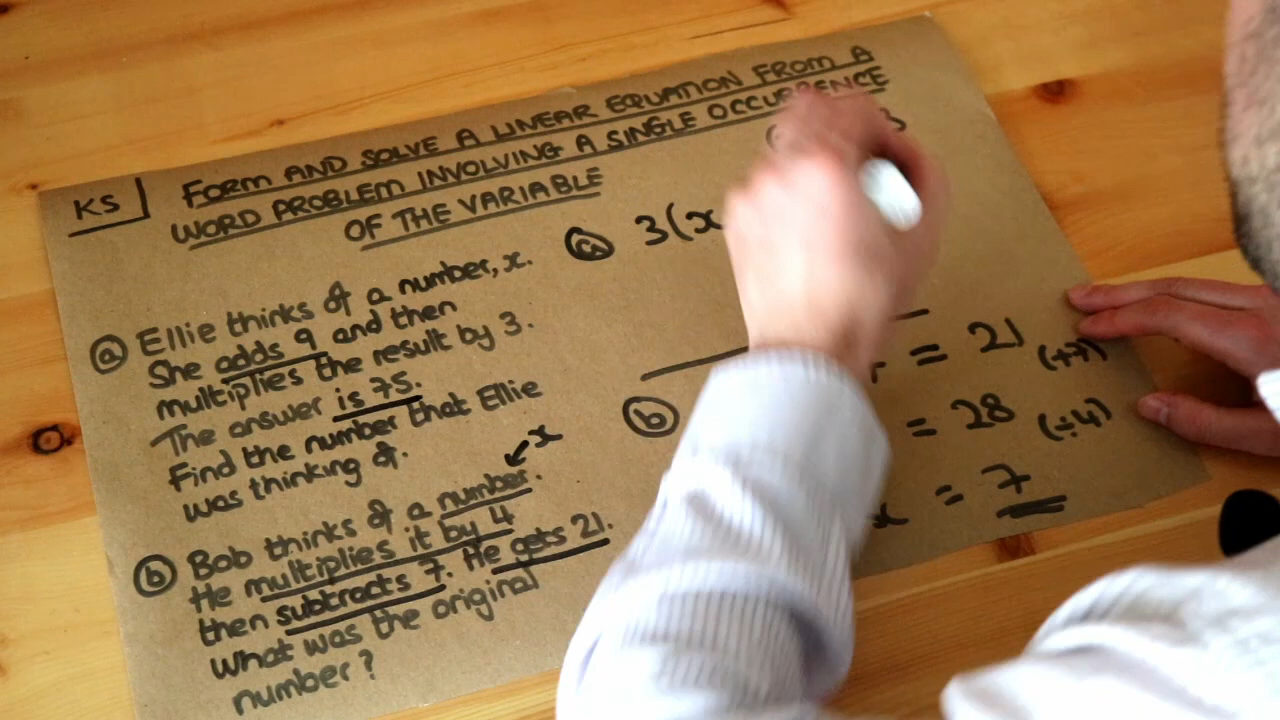 KS
FORM AND SOLVE A LINEAR EQUATION FROM A
WORD PROBLEM INVOLVING A SINGLE OCCURRENCE
OF THE VARIABLE
a Ellie thinks of a number, x.
She adds 9 and then
multiplies the result by 3.
The answer is 75.
Find the number that Ellie
was thinking of.
x
b Bob thinks of a number.
He multiplies it by 4
then subtracts 7. He gets 21.
What was the original
number?
3
a 3(x
b = 21 (+7)
= 28 (÷4)
x = 7